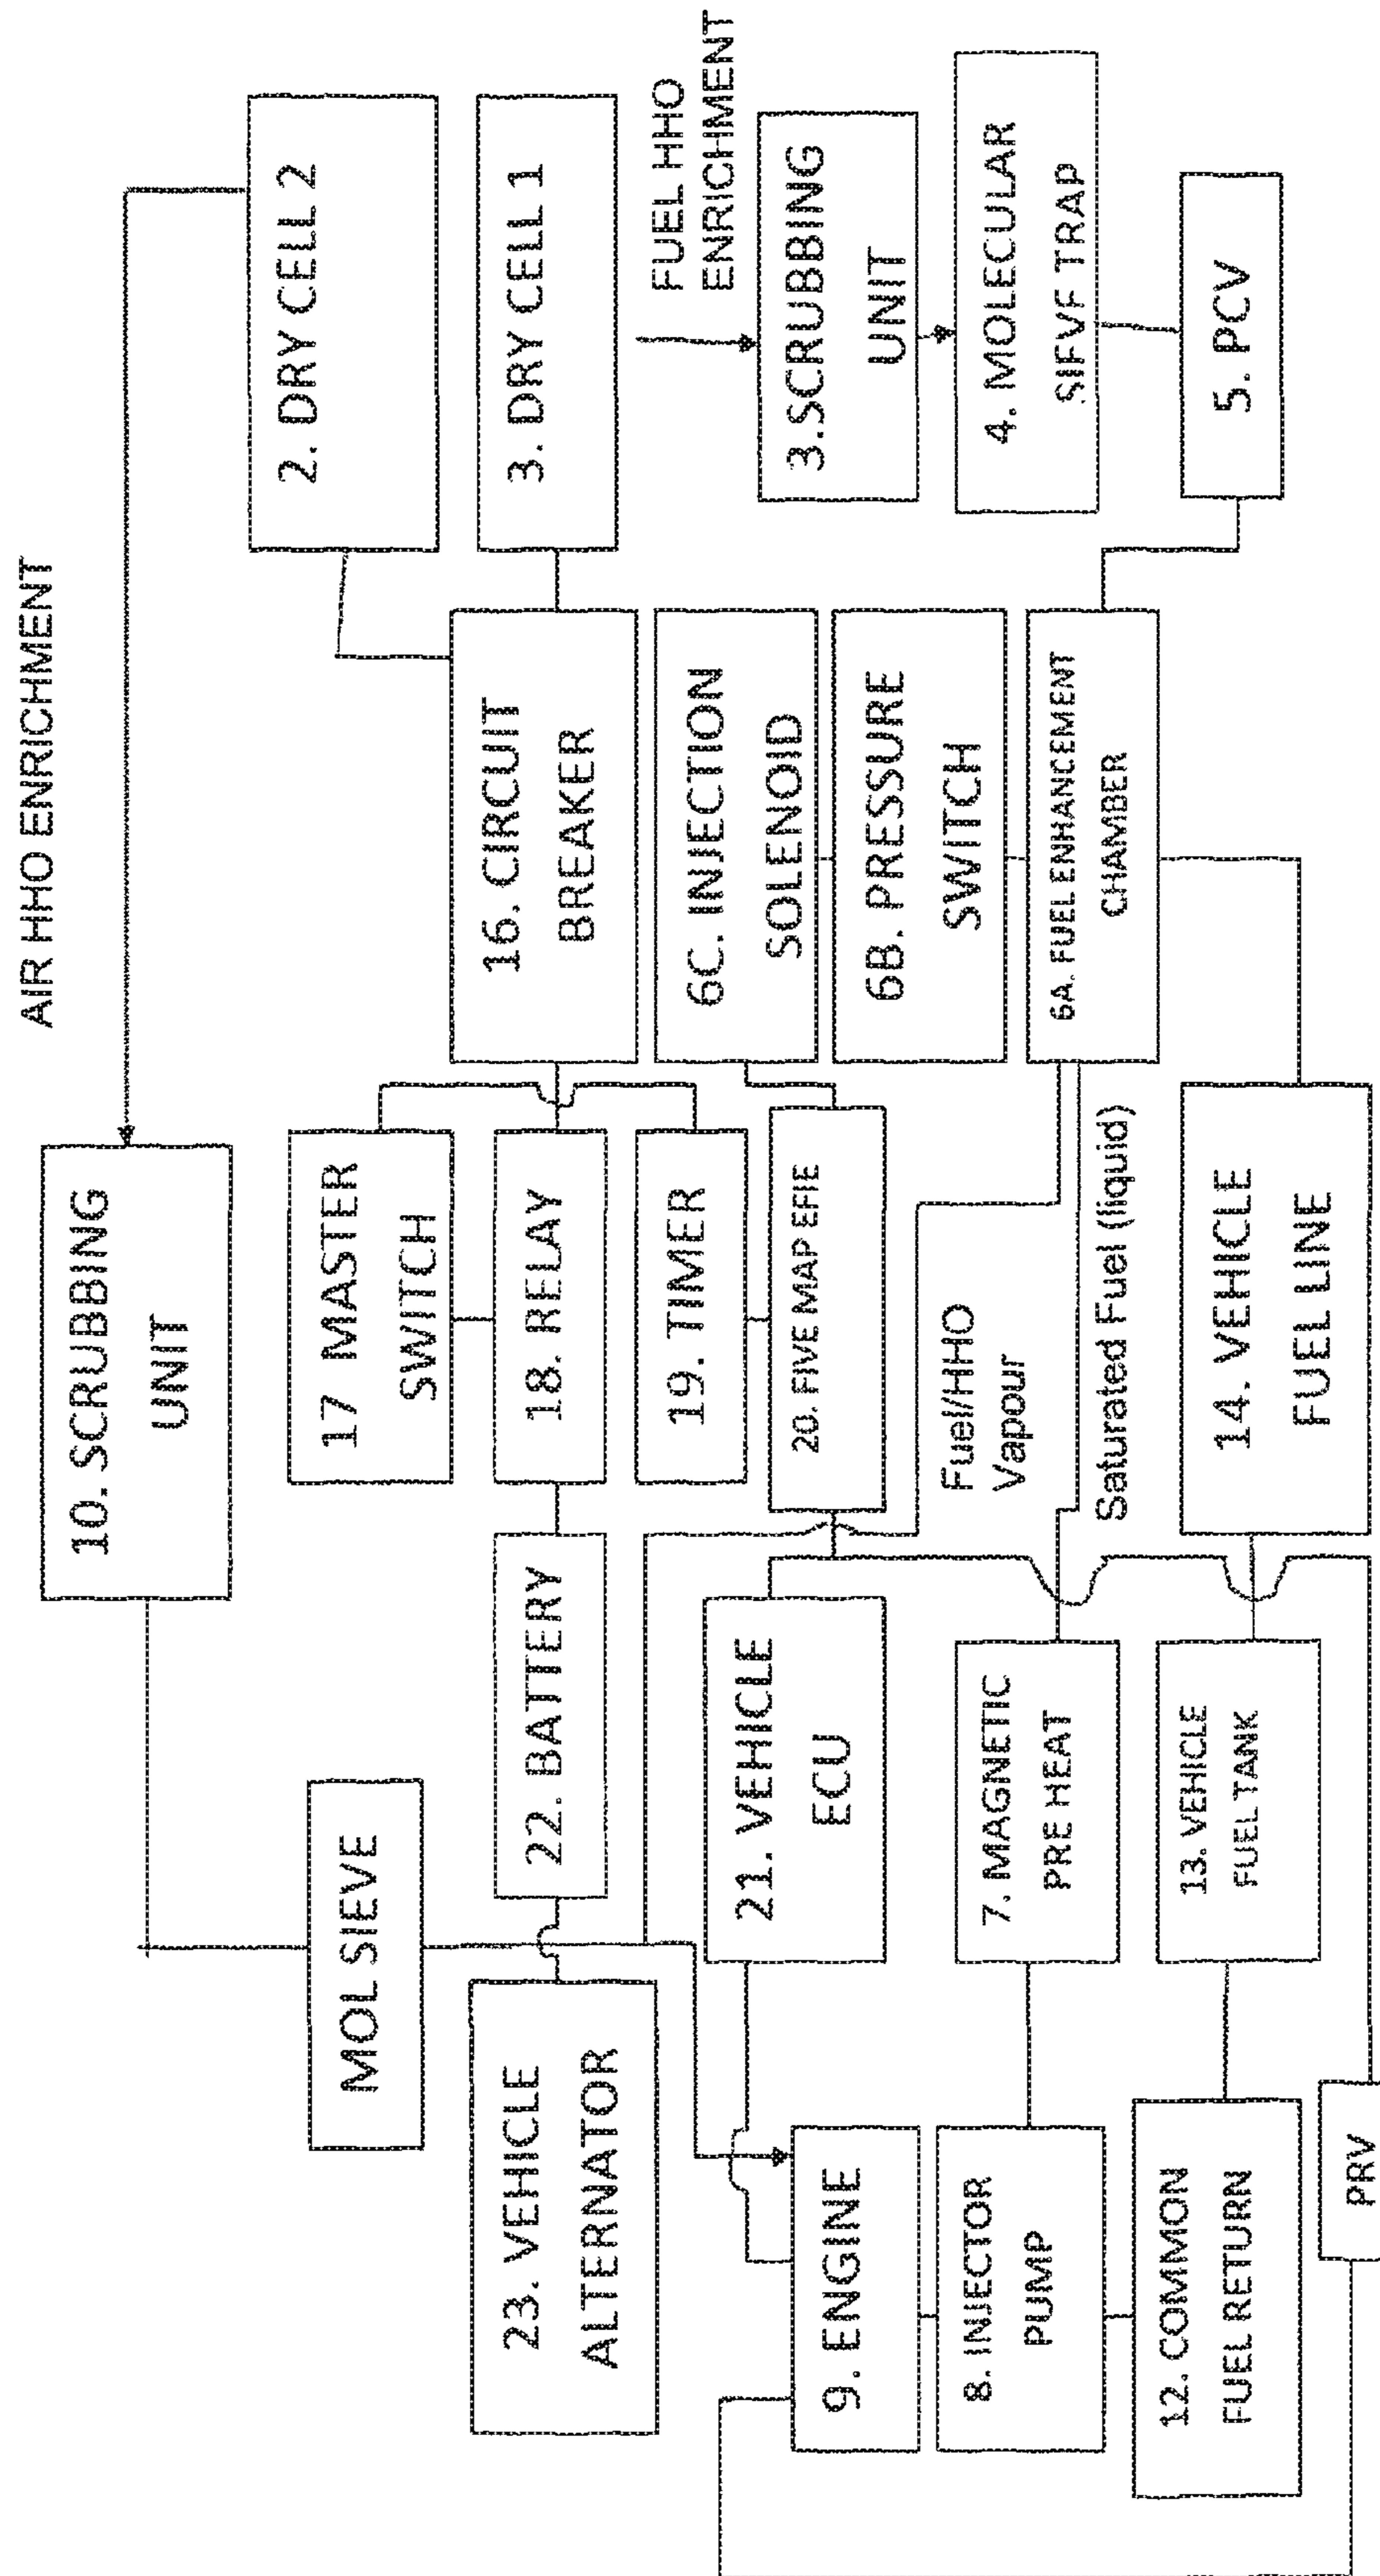 AIR HHO ENRICHMENT
10. SCRUBBING
UNIT
2. DRY CELL 2
MOL SIEVE
17 MASTER
SWITCH
3. DRY CELL 1
16. CIRCUIT
BREAKER
18. RELAY
22. BATTERY
23. VEHICLE
ALTERNATOR
FUEL HHO
ENRICHMENT
6C. INJECTION
SOLENOID
19. TIMER
3.SCRUBBING
UNIT
6B. PRESSURE
SWITCH
20. FIVE MAP EFIE
21. VEHICLE
ECU
9. ENGINE
4. MOLECULAR
SIFVF TRAP
6A. FUEL ENHANCEMENT
CHAMBER
Fuel/HHO
Vapour
7. MAGNETIC
PRE HEAT
8. INJECTOR
PUMP
Saturated Fuel (liquid)
5. PCV
14. VEHICLE
FUEL LINE
13. VEHICLE
FUEL TANK
12. COMMON
FUEL RETURN
PRV